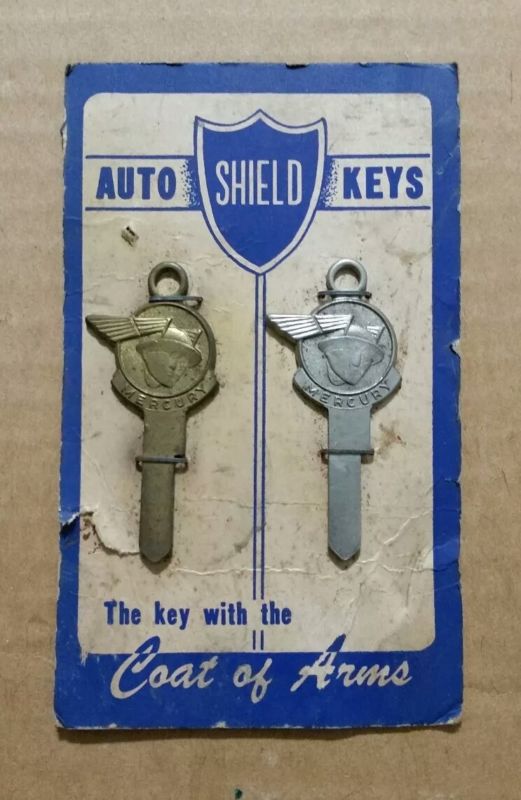 AUTO SHIELD KEYS
MERCURY
MERCURY
The key with the
Coat of Arms